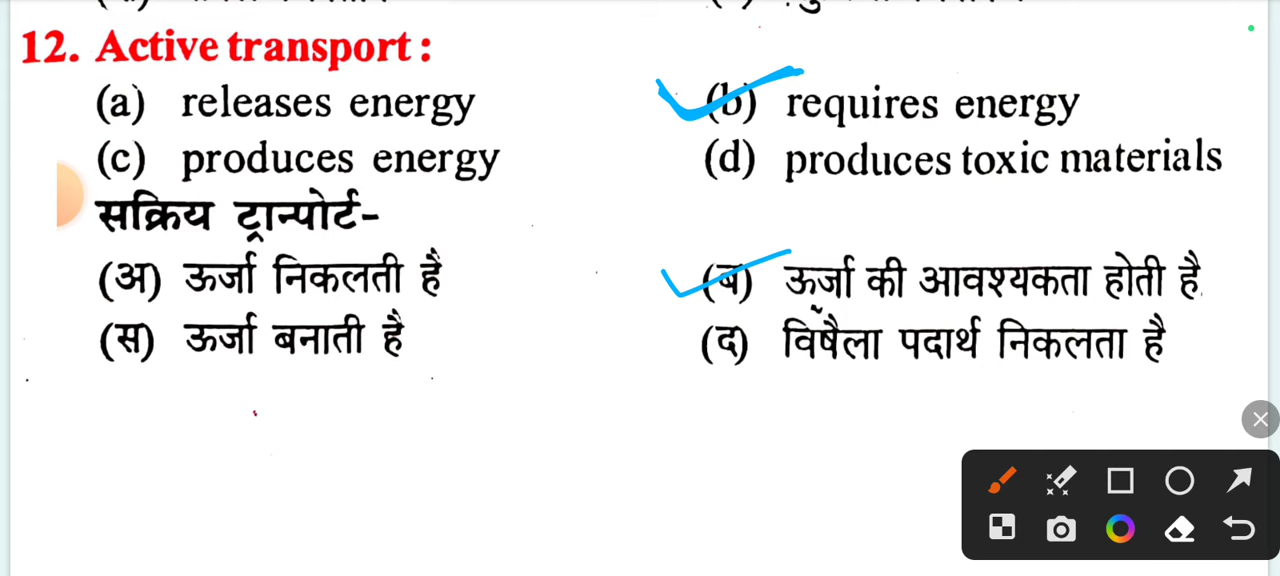 12. Active transport :
(a) releases energy (b) requires energy
(c) produces energy (d) produces toxic materials
सक्रिय ट्रान्पोर्ट-
(अ) ऊर्जा निकलती है (ब) ऊर्जा की आवश्यकता होती है
(स) ऊर्जा बनाती है (द) विषैला पदार्थ निकलता है